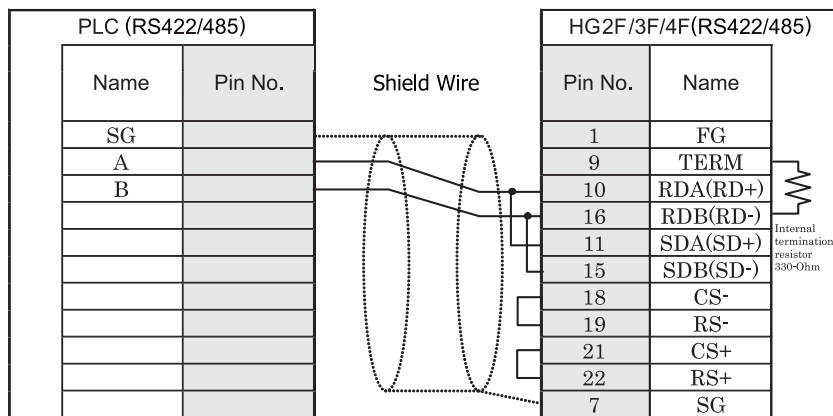 PLC (RS422/485)
HG2F/3F/4F(RS422/485)
Name Pin No. Shield Wire Pin No. Name
SG 1 FG
A 9 TERM
B 10 RDA(RD+)
16 RDB(RD-)
Internal
termination
resistor
330-Ohm
11 SDA(SD+)
15 SDB(SD-)
18 CS-
19 RS-
21 CS+
22 RS+
7 SG